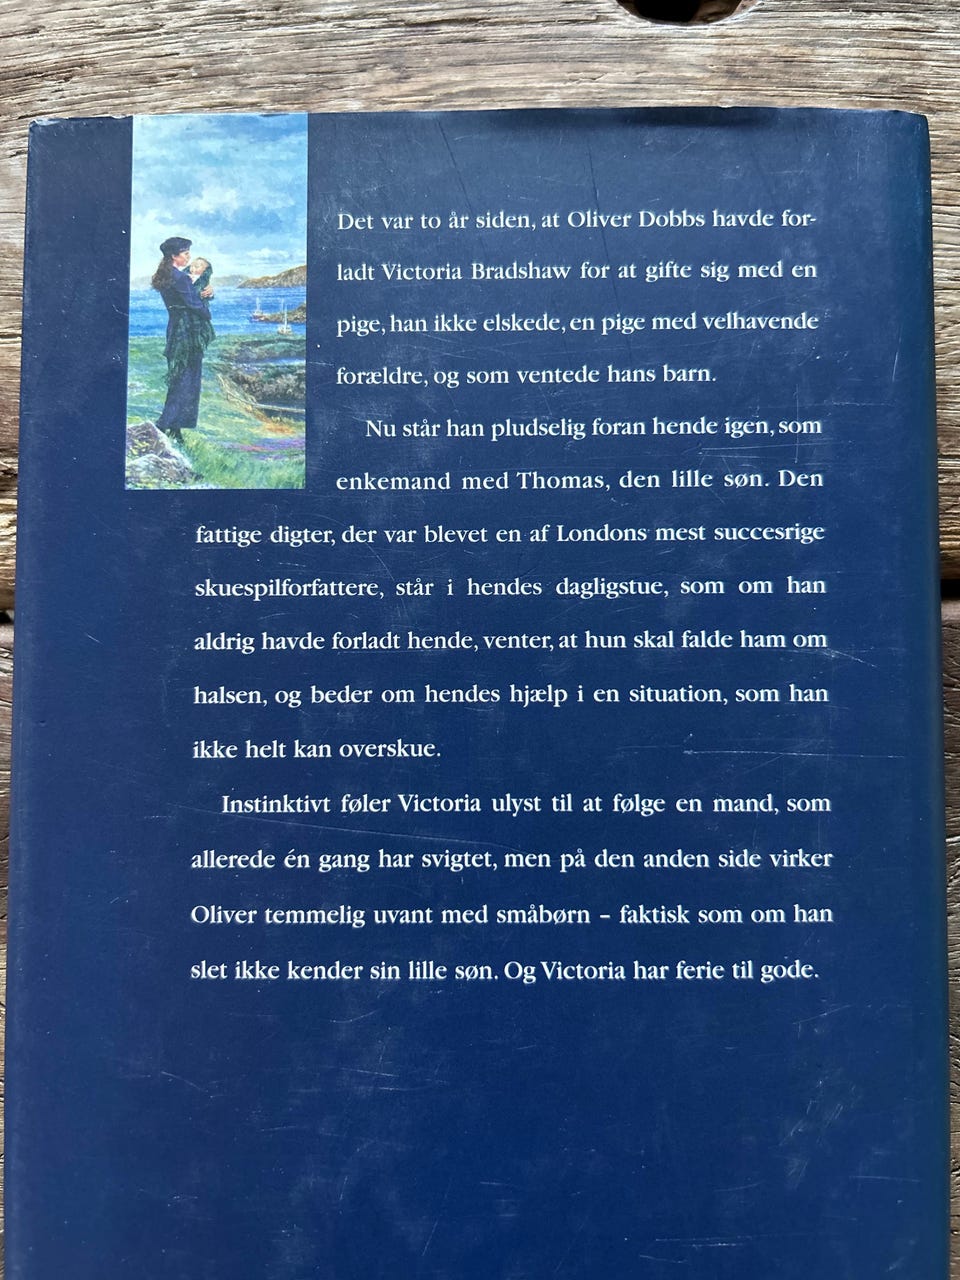 Det var to år siden, at Oliver Dobbs havde for-
ladt Victoria Bradshaw for at gifte sig med en
pige, han ikke elskede, en pige med velhavende
forældre, og som ventede hans barn.
Nu står han pludselig foran hende igen, som
enkemand med Thomas, den lille søn. Den
fattige digter, der var blevet en af Londons mest succesrige
skuespilforfattere, står i hendes dagligstue, som om han
aldrig havde forladt hende, venter, at hun skal falde ham om
halsen, og beder om hendes hjælp i en situation, som han
ikke helt kan overskue.
Instinktivt føler Victoria ulyst til at følge en mand, som
allerede én gang har svigtet, men på den anden side virker
Oliver temmelig uvant med småbørn – faktisk som om han
slet ikke kender sin lille søn. Og Victoria har ferie til gode.